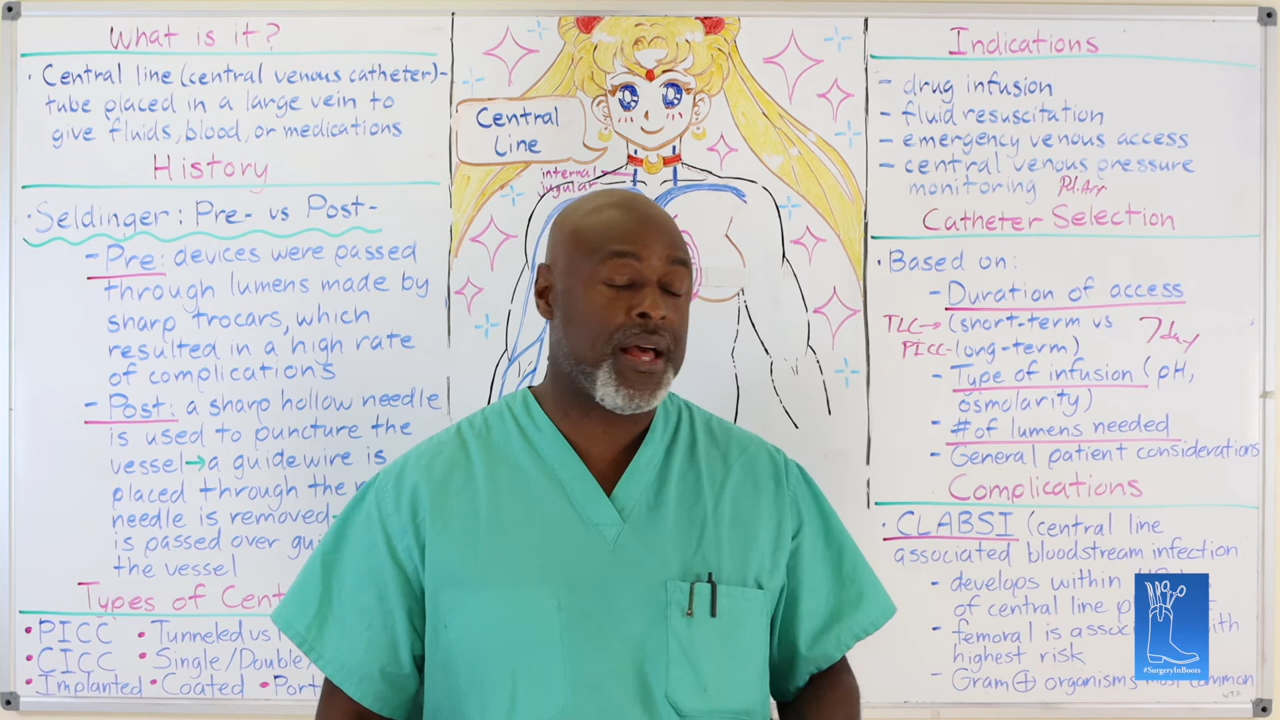 What is it?
· Central line (central venous catheter)-
tube placed in a large vein to
give fluids, blood, or medications
History
· Seldinger: Pre- vs Post-
- Pre: devices were passed
through lumens made by
sharp trocars, which
resulted in a high rate
of complications
- Post: a sharp hollow needle
is used to puncture the
vessel→a guidewire is
placed through the
needle is removed-
is passed over
the vessel
Types of
• PICC • Tunneled vs
• CICC • Single/Double/
• Implanted • Coated • Port
Central
Line
internal
jugular
Indications
- drug infusion
- fluid resuscitation
- emergency venous access
- central venous pressure
monitoring
Catheter Selection
· Based on:
- Duration of access
TLC→ (short-term vs 7day
PICC-long-term)
- Type of infusion (pH,
osmolarity)
- # of lumens needed
- General patient considerations
Complications
· CLABSI (central line
associated bloodstream infection
- develops within
of central line
- femoral is with
highest risk
- Gram ⊕ organisms most common
#SurgeryInBoots